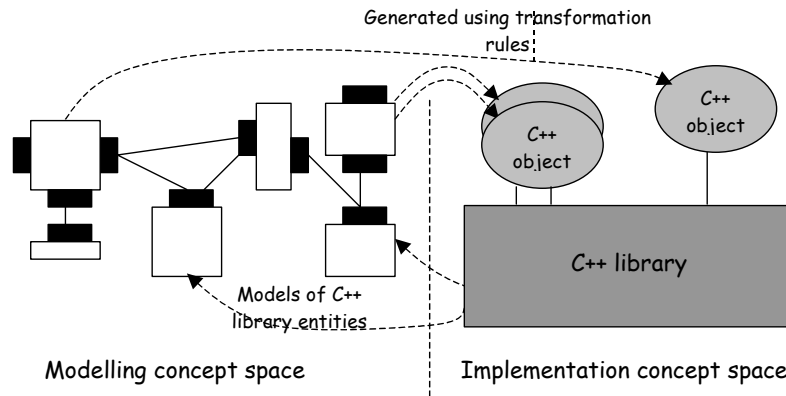 Generated using transformation
rules
C++
object
C++
object
C++ library
Models of C++
library entities
Modelling concept space
Implementation concept space